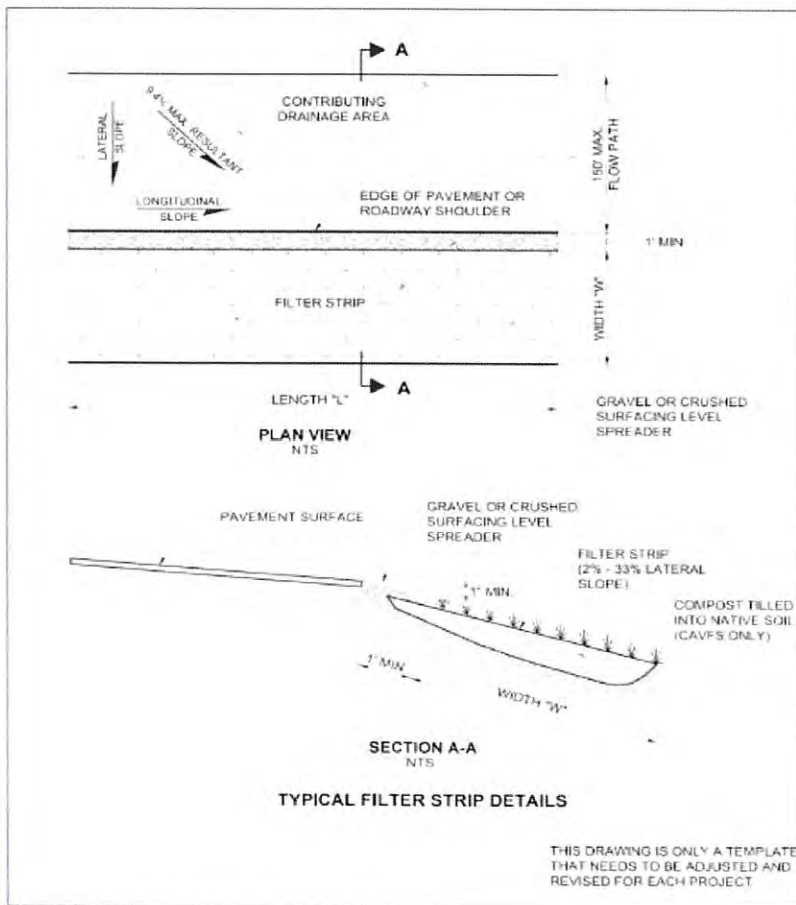 A
CONTRIBUTING
DRAINAGE AREA
LATERAL
SLOPE
9.4% MAX. RESULTANT
SLOPE
150' MAX.
FLOW PATH
LONGITUDINAL
SLOPE
EDGE OF PAVEMENT OR
ROADWAY SHOULDER
1' MIN
FILTER STRIP
WIDTH "W"
A
LENGTH "L"
GRAVEL OR CRUSHED
SURFACING LEVEL
SPREADER
PLAN VIEW
NTS
PAVEMENT SURFACE
GRAVEL OR CRUSHED
SURFACING LEVEL
SPREADER
FILTER STRIP
(2% - 33% LATERAL
SLOPE)
1" MIN.
COMPOST TILLED
INTO NATIVE SOIL
(CAVFS ONLY)
1' MIN.
WIDTH "W"
SECTION A-A
NTS
TYPICAL FILTER STRIP DETAILS
THIS DRAWING IS ONLY A TEMPLATE
THAT NEEDS TO BE ADJUSTED AND
REVISED FOR EACH PROJECT